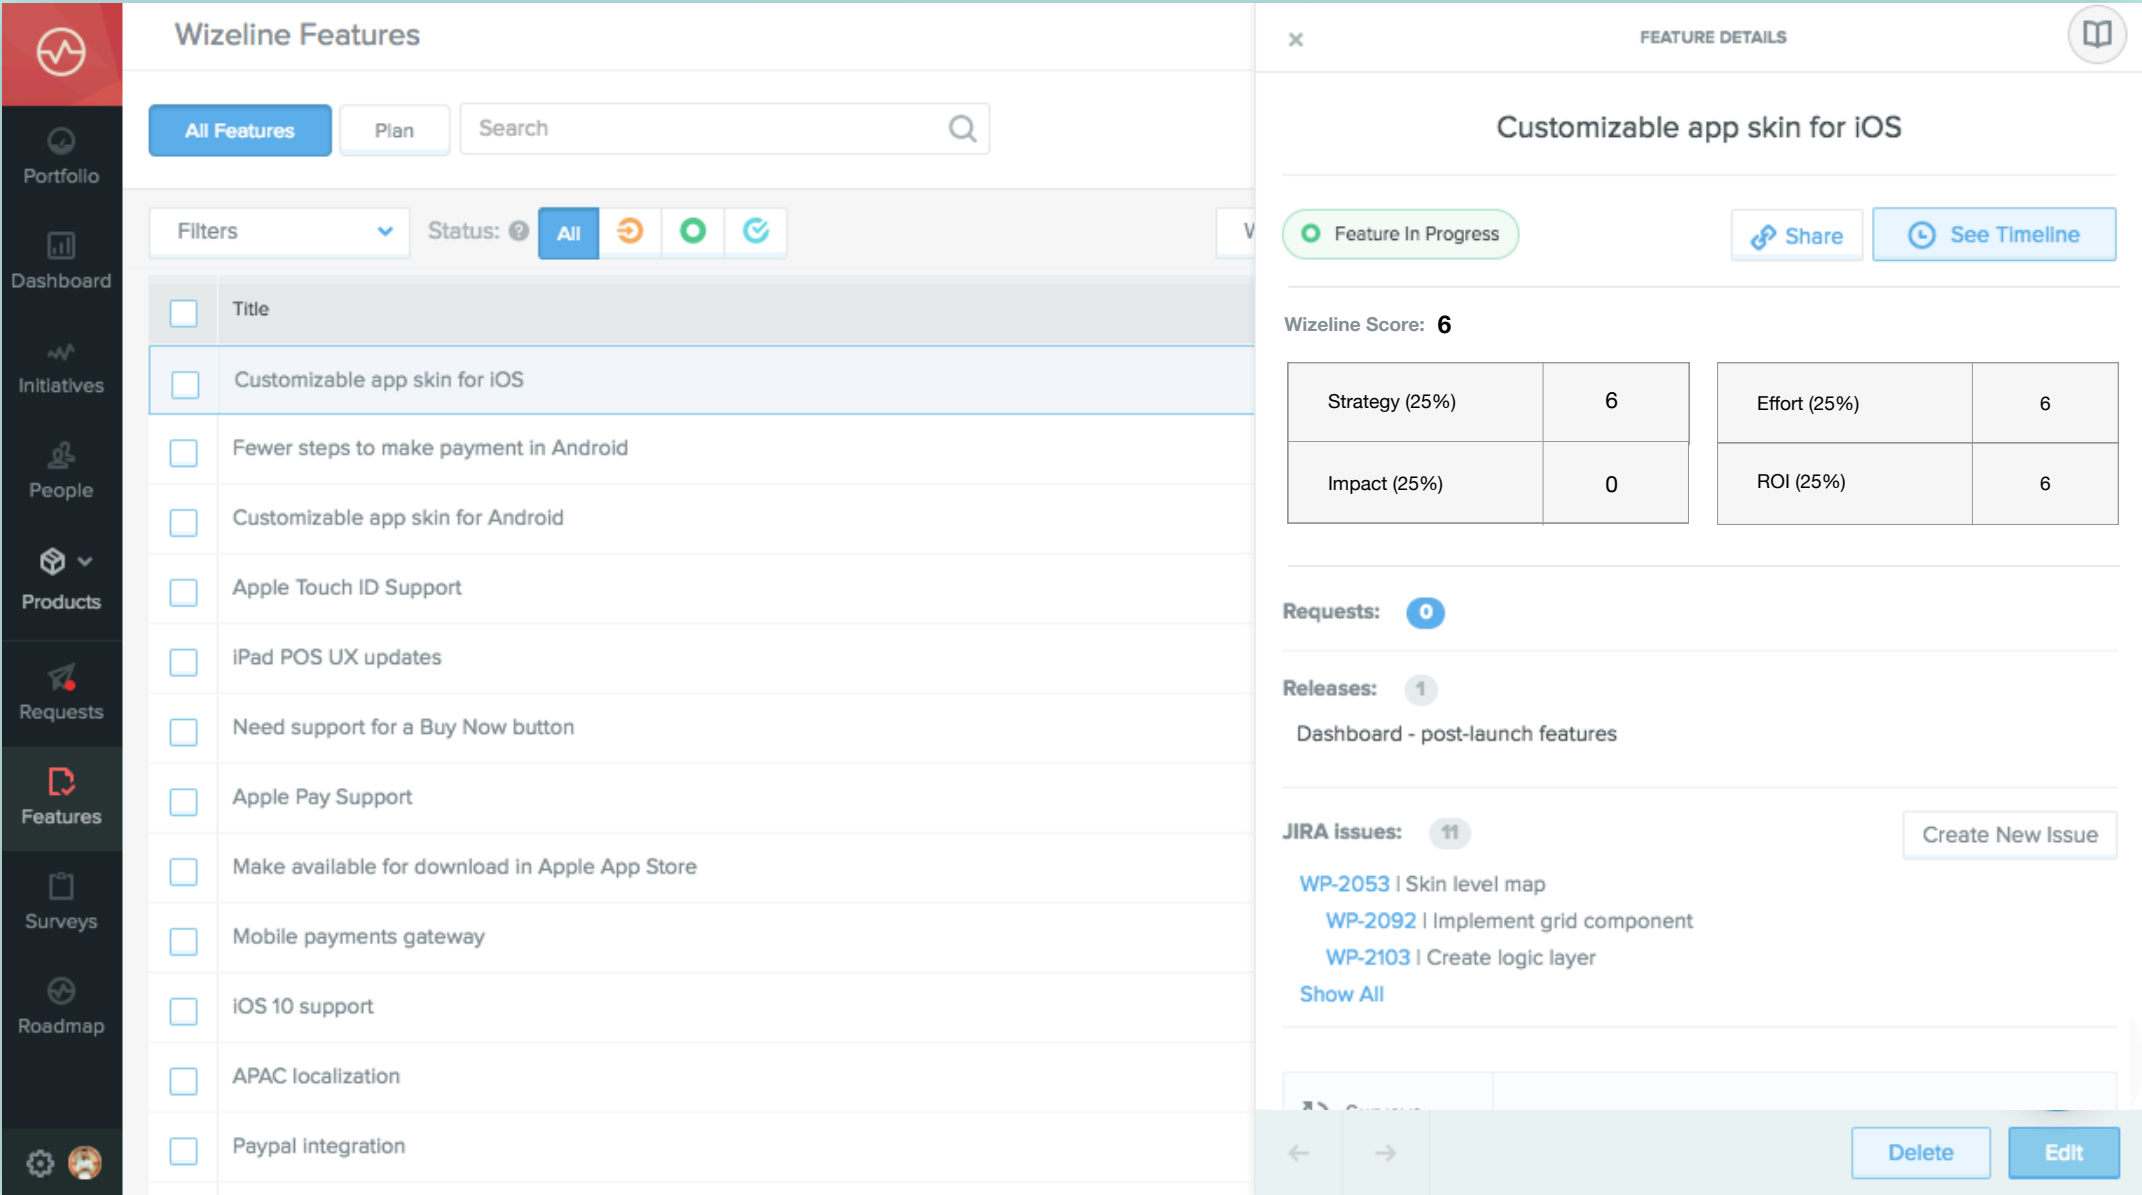 Wizeline Features
FEATURE DETAILS
Portfolio
Dashboard
Initiatives
People
Products
Requests
Features
Surveys
Roadmap
All Features
Plan
Search
Filters
Status:
?
All
Title
Customizable app skin for iOS
Fewer steps to make payment in Android
Customizable app skin for Android
Apple Touch ID Support
iPad POS UX updates
Need support for a Buy Now button
Apple Pay Support
Make available for download in Apple App Store
Mobile payments gateway
iOS 10 support
APAC localization
Paypal integration
Customizable app skin for iOS
Feature In Progress
Share
See Timeline
Wizeline Score: 6
Strategy (25%) 6
Effort (25%) 6
Impact (25%) 0
ROI (25%) 6
Requests: 0
Releases: 1
Dashboard - post-launch features
JIRA issues: 11
Create New Issue
WP-2053 | Skin level map
WP-2092 | Implement grid component
WP-2103 | Create logic layer
Show All
Delete
Edit